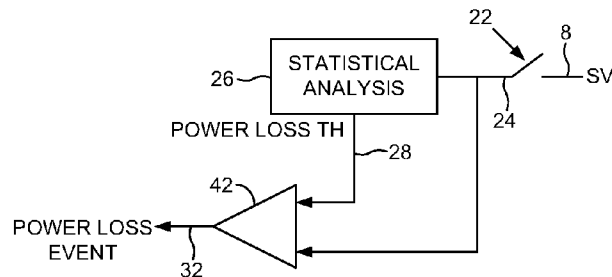 22
8
STATISTICAL
ANALYSIS
26
SV
24
POWER LOSS TH
28
42
POWER LOSS
EVENT
32